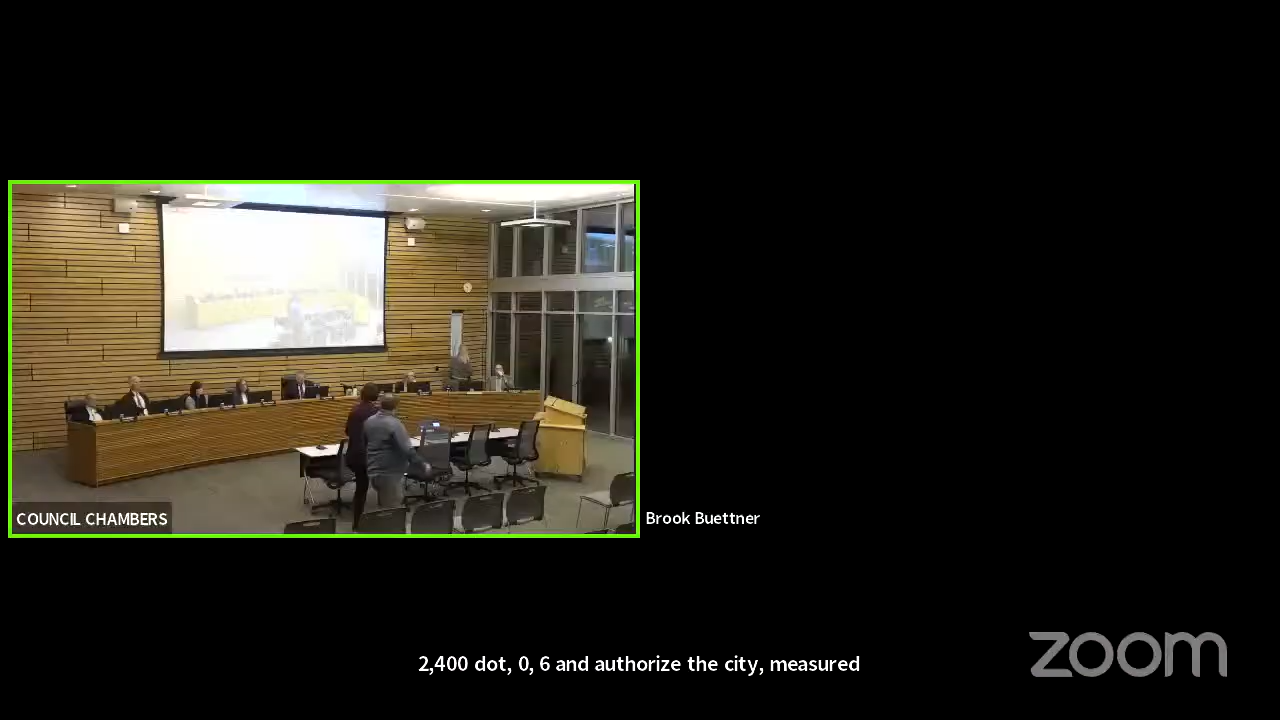 COUNCIL CHAMBERS
Brook Buettner
2,400 dot, 0, 6 and authorize the city, measured
zoom